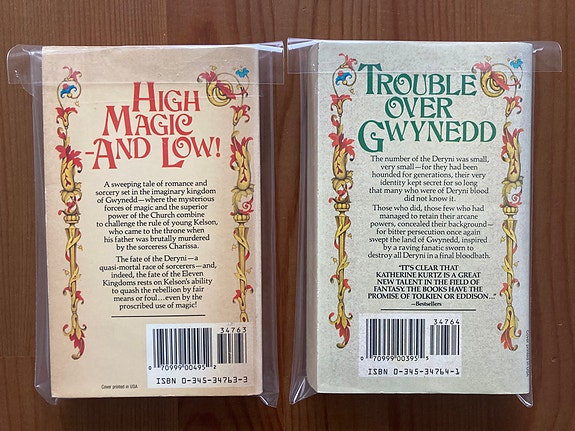 HIGH
MAGIC
-AND LOW!
A sweeping tale of romance and
sorcery set in the imaginary kingdom
of Gwynedd—where the mysterious
forces of magic and the superior
power of the Church combine
to challenge the rule of young Kelson,
who came to the throne when
his father was brutally murdered
by the sorceress Charissa.
The fate of the Deryni—a
quasi-mortal race of sorcerers—and,
indeed, the fate of the Eleven
Kingdoms rests on Kelson's ability
to quash the rebellion by fair
means or foul...even by the
proscribed use of magic!
34763
0 70999 00495 2
ISBN 0-345-34763-3
Cover printed in USA
TROUBLE
OVER
GWYNEDD
The number of the Deryni was small,
very small—for they had been
hounded for generations, their very
identity kept secret for so long
that many who were of Deryni blood
did not know it.
Those who did, those few who had
managed to retain their arcane
powers, concealed their background—
for bitter persecution once again
swept the land of Gwynedd, inspired
by a raving fanatic sworn to
destroy all Deryni in a final bloodbath.
"IT'S CLEAR THAT
KATHERINE KURTZ IS A GREAT
NEW TALENT IN THE FIELD OF
FANTASY. THE BOOKS HAVE THE
PROMISE OF TOLKIEN OR EDDISON..."
—Bestsellers
34764
0 70999 00395 5
ISBN 0-345-34764-1